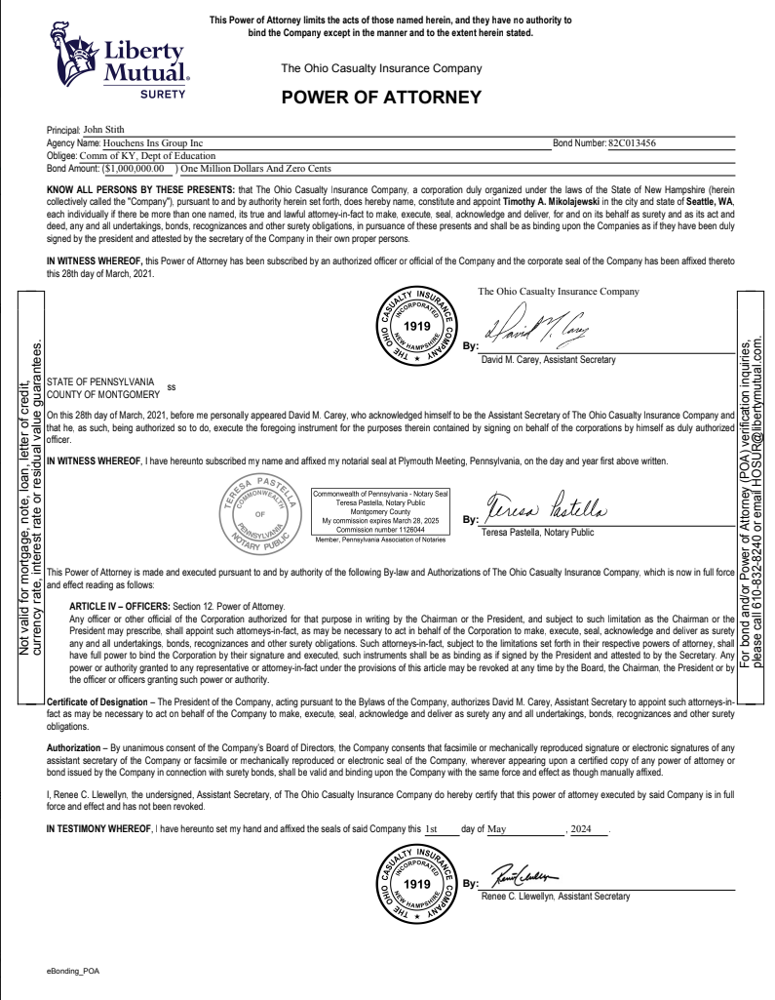 This Power of Attorney limits the acts of those named herein, and they have no authority to
bind the Company except in the manner and to the extent herein stated.
Liberty
Mutual.
SURETY
The Ohio Casualty Insurance Company
POWER OF ATTORNEY
Principal: John Stith
Agency Name: Houchens Ins Group Inc Bond Number: 82C013456
Obligee: Comm of KY, Dept of Education
Bond Amount: ($1,000,000.00 ) One Million Dollars And Zero Cents
KNOW ALL PERSONS BY THESE PRESENTS: that The Ohio Casualty Insurance Company, a corporation duly organized under the laws of the State of New Hampshire (herein
collectively called the "Company"), pursuant to and by authority herein set forth, does hereby name, constitute and appoint Timothy A. Mikolajewski in the city and state of Seattle, WA,
each individually if there be more than one named, its true and lawful attorney-in-fact to make, execute, seal, acknowledge and deliver, for and on its behalf as surety and as its act and
deed, any and all undertakings, bonds, recognizances and other surety obligations, in pursuance of these presents and shall be as binding upon the Companies as if they have been duly
signed by the president and attested by the secretary of the Company in their own proper persons.
IN WITNESS WHEREOF, this Power of Attorney has been subscribed by an authorized officer or official of the Company and the corporate seal of the Company has been affixed thereto
this 28th day of March, 2021.
Not valid for mortgage, note, loan, letter of credit,
currency rate, interest rate or residual value guarantees.
For bond and/or Power of Attorney (POA) verification inquiries,
please call 610-832-8240 or email HOSUR@libertymutual.com.
THE OHIO CASUALTY INSURANCE COMPANY
INCORPORATED
1919
NEW HAMPSHIRE
The Ohio Casualty Insurance Company
By: David M. Carey
David M. Carey, Assistant Secretary
STATE OF PENNSYLVANIA ss
COUNTY OF MONTGOMERY
On this 28th day of March, 2021, before me personally appeared David M. Carey, who acknowledged himself to be the Assistant Secretary of The Ohio Casualty Insurance Company and
that he, as such, being authorized so to do, execute the foregoing instrument for the purposes therein contained by signing on behalf of the corporations by himself as duly authorized
officer.
IN WITNESS WHEREOF, I have hereunto subscribed my name and affixed my notarial seal at Plymouth Meeting, Pennsylvania, on the day and year first above written.
TERESA PASTELLA
COMMONWEALTH
OF
PENNSYLVANIA
NOTARY PUBLIC
Commonwealth of Pennsylvania - Notary Seal
Teresa Pastella, Notary Public
Montgomery County
My commission expires March 28, 2025
Commission number 1126044
Member, Pennsylvania Association of Notaries
By: Teresa Pastella
Teresa Pastella, Notary Public
This Power of Attorney is made and executed pursuant to and by authority of the following By-law and Authorizations of The Ohio Casualty Insurance Company, which is now in full force
and effect reading as follows:
ARTICLE IV – OFFICERS: Section 12. Power of Attorney.
Any officer or other official of the Corporation authorized for that purpose in writing by the Chairman or the President, and subject to such limitation as the Chairman or the
President may prescribe, shall appoint such attorneys-in-fact, as may be necessary to act in behalf of the Corporation to make, execute, seal, acknowledge and deliver as surety
any and all undertakings, bonds, recognizances and other surety obligations. Such attorneys-in-fact, subject to the limitations set forth in their respective powers of attorney, shall
have full power to bind the Corporation by their signature and executed, such instruments shall be as binding as if signed by the President and attested to by the Secretary. Any
power or authority granted to any representative or attorney-in-fact under the provisions of this article may be revoked at any time by the Board, the Chairman, the President or by
the officer or officers granting such power or authority.
Certificate of Designation – The President of the Company, acting pursuant to the Bylaws of the Company, authorizes David M. Carey, Assistant Secretary to appoint such attorneys-in-
fact as may be necessary to act on behalf of the Company to make, execute, seal, acknowledge and deliver as surety any and all undertakings, bonds, recognizances and other surety
obligations.
Authorization – By unanimous consent of the Company's Board of Directors, the Company consents that facsimile or mechanically reproduced signature or electronic signatures of any
assistant secretary of the Company or facsimile or mechanically reproduced or electronic seal of the Company, wherever appearing upon a certified copy of any power of attorney or
bond issued by the Company in connection with surety bonds, shall be valid and binding upon the Company with the same force and effect as though manually affixed.
I, Renee C. Llewellyn, the undersigned, Assistant Secretary, of The Ohio Casualty Insurance Company do hereby certify that this power of attorney executed by said Company is in full
force and effect and has not been revoked.
IN TESTIMONY WHEREOF, I have hereunto set my hand and affixed the seals of said Company this 1st day of May , 2024 .
THE OHIO CASUALTY INSURANCE COMPANY
INCORPORATED
1919
NEW HAMPSHIRE
By:
Renee C. Llewellyn, Assistant Secretary
eBonding_POA